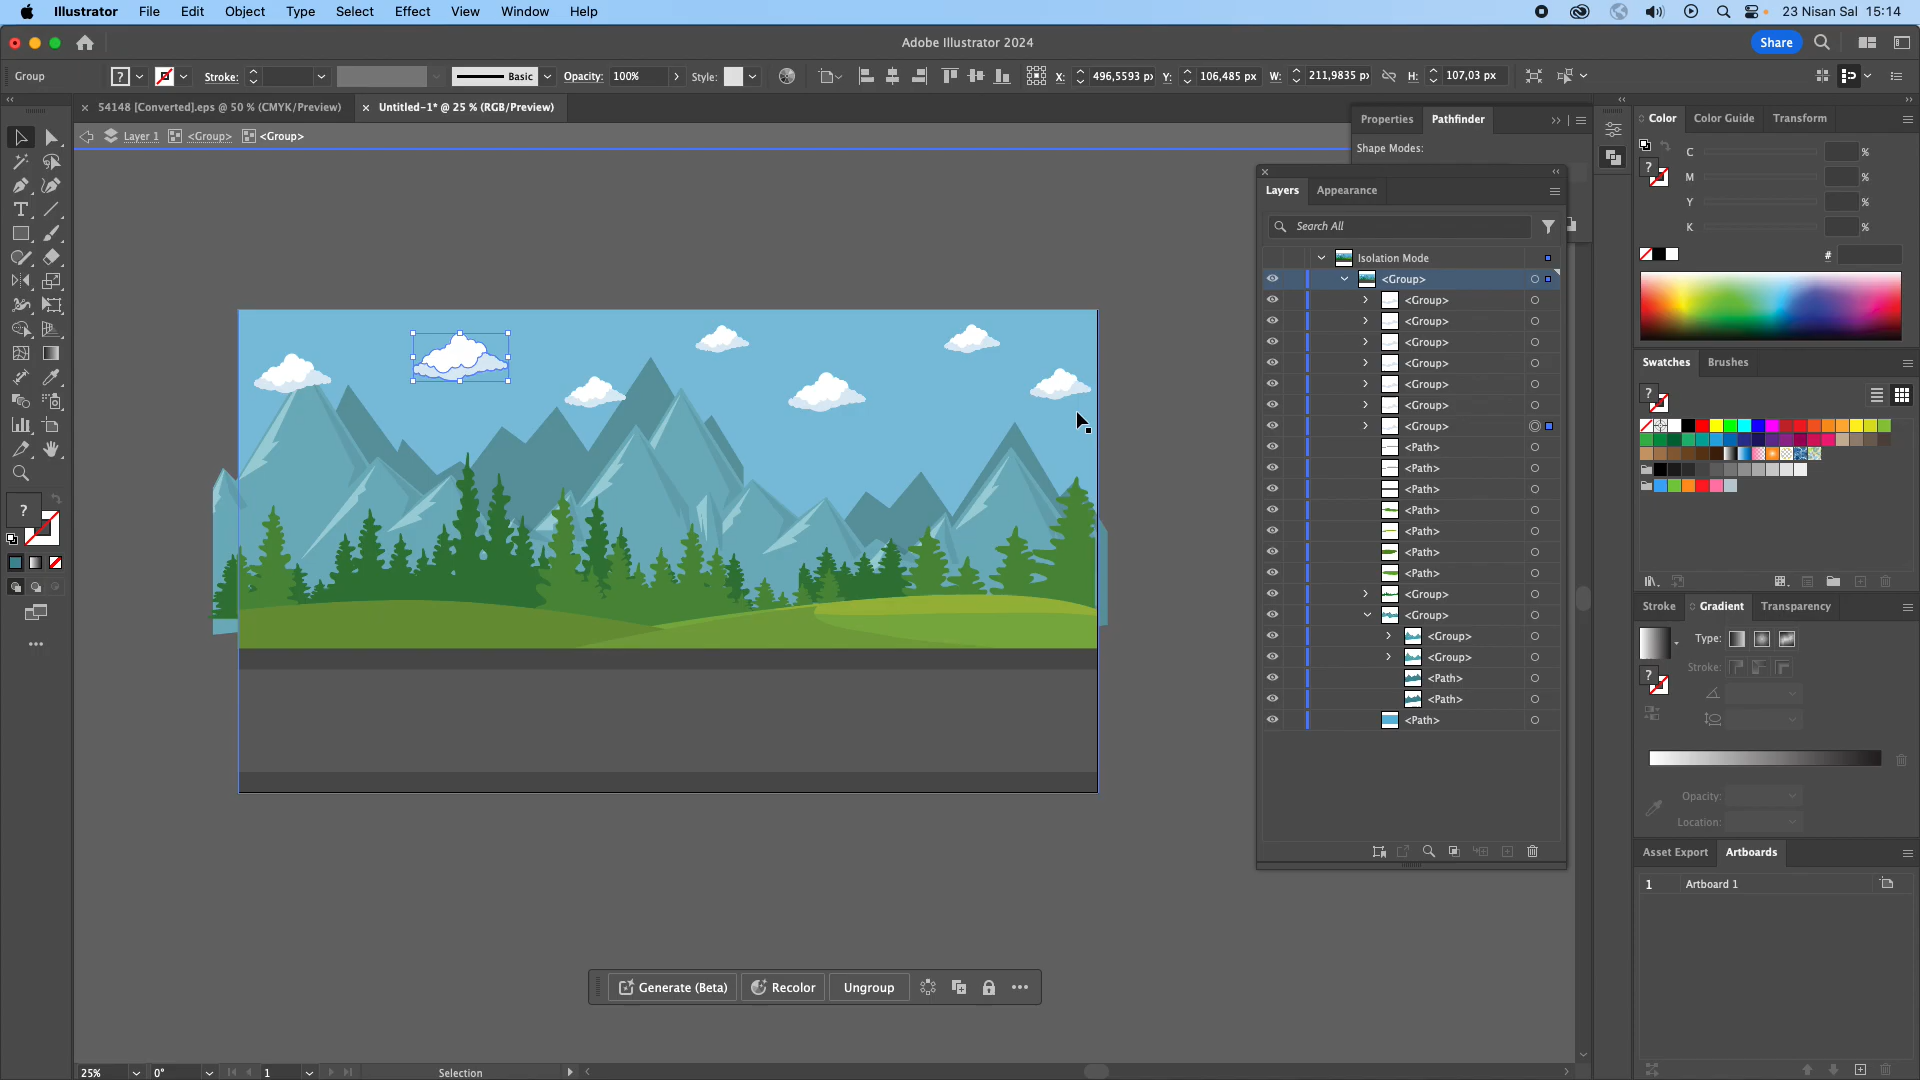 Illustrator File Edit Object Type Select Effect View Window Help 23 Nisan Sal 15:14
Adobe Illustrator 2024 Share
Group ? Stroke: Basic Opacity: 100% Style: X: 496,5593 px Y: 106,485 px W: 211,9835 px H: 107,03 px
54148 [Converted].eps @ 50 % (CMYK/Preview) Untitled-1* @ 25 % (RGB/Preview)
Layer 1 <Group> <Group>
Properties Pathfinder
Shape Modes:
Layers Appearance
Search All
Isolation Mode
<Group>
<Group>
<Group>
<Group>
<Group>
<Group>
<Group>
<Group>
<Path>
<Path>
<Path>
<Path>
<Path>
<Path>
<Path>
<Group>
<Group>
<Group>
<Group>
<Path>
<Path>
<Path>
Color Color Guide Transform
C %
M %
Y %
K %
?
#
Swatches Brushes
?
Stroke Gradient Transparency
Type:
Stroke:
?
Opacity:
Location:
Asset Export Artboards
1 Artboard 1
?
Generate (Beta) Recolor Ungroup
25% 0° 1 Selection